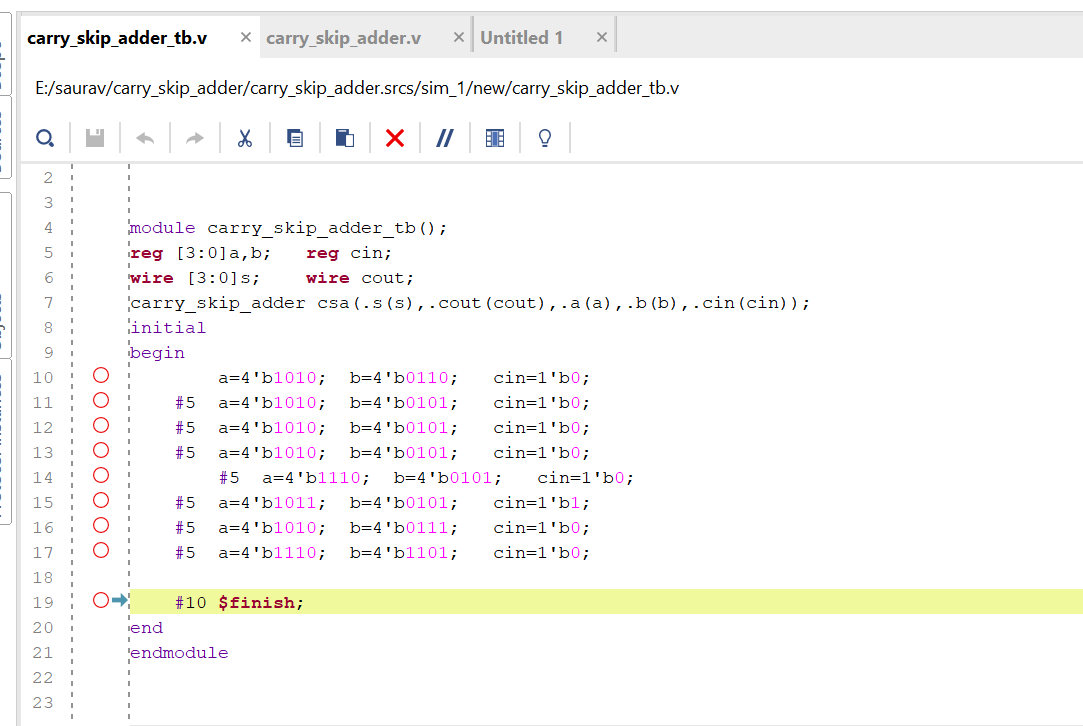 carry_skip_adder_tb.v × carry_skip_adder.v × Untitled 1 ×
E:/saurav/carry_skip_adder/carry_skip_adder.srcs/sim_1/new/carry_skip_adder_tb.v
2
3
4 module carry_skip_adder_tb();
5 reg [3:0]a,b; reg cin;
6 wire [3:0]s; wire cout;
7 carry_skip_adder csa(.s(s),.cout(cout),.a(a),.b(b),.cin(cin));
8 initial
9 begin
10 a=4'b1010; b=4'b0110; cin=1'b0;
11 #5 a=4'b1010; b=4'b0101; cin=1'b0;
12 #5 a=4'b1010; b=4'b0101; cin=1'b0;
13 #5 a=4'b1010; b=4'b0101; cin=1'b0;
14 #5 a=4'b1110; b=4'b0101; cin=1'b0;
15 #5 a=4'b1011; b=4'b0101; cin=1'b1;
16 #5 a=4'b1010; b=4'b0111; cin=1'b0;
17 #5 a=4'b1110; b=4'b1101; cin=1'b0;
18
19 #10 $finish;
20 end
21 endmodule
22
23